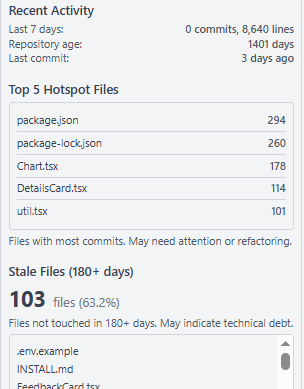 Recent Activity
Last 7 days: 0 commits, 8,640 lines
Repository age: 1401 days
Last commit: 3 days ago
Top 5 Hotspot Files
package.json 294
package-lock.json 260
Chart.tsx 178
DetailsCard.tsx 114
util.tsx 101
Files with most commits. May need attention or refactoring.
Stale Files (180+ days)
103 files (63.2%)
Files not touched in 180+ days. May indicate technical debt.
.env.example
INSTALL.md
FeedbackCard.tsx